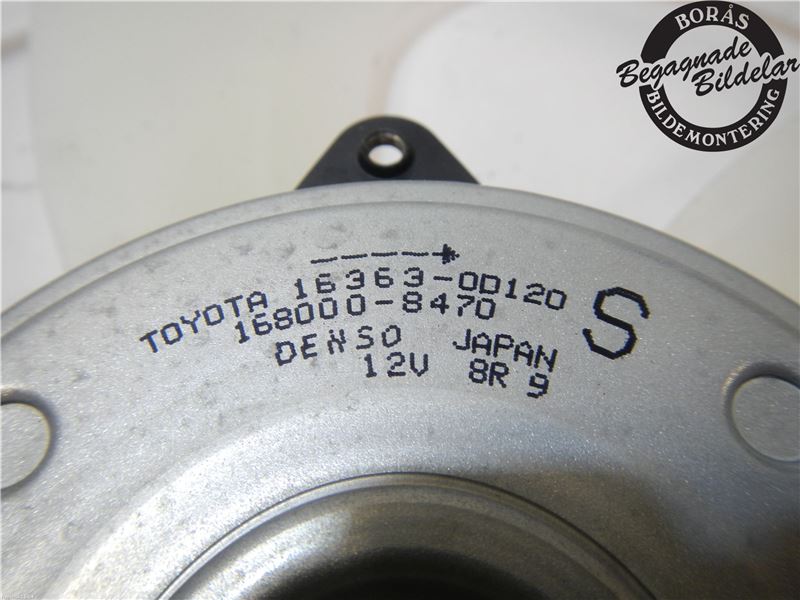 BORÅS
Begagnade
Bildelar
BILDEMONTERING
TOYOTA 16363-0D120 S
168000-8470
DENSO JAPAN
12V 8R 9